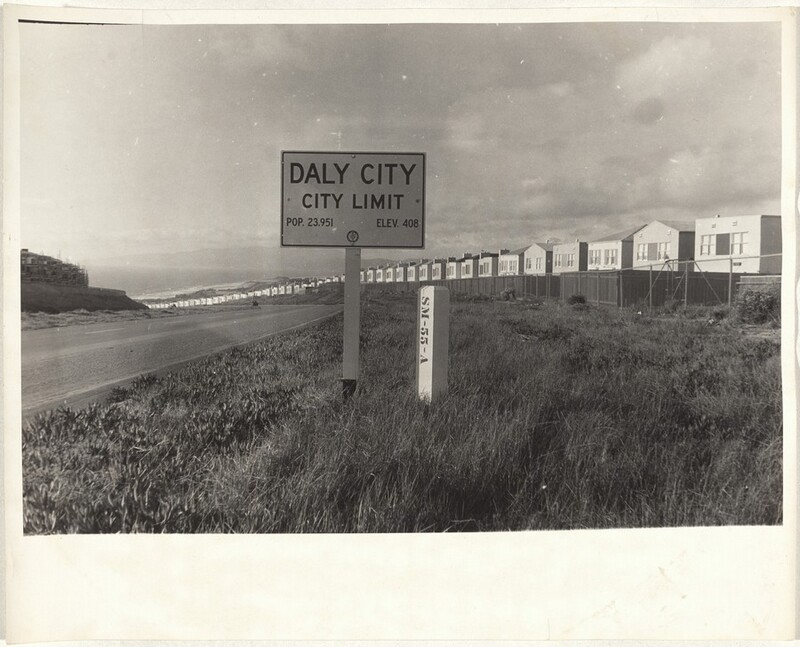 DALY CITY
CITY LIMIT
POP. 23,951 ELEV. 408
SM-55-A